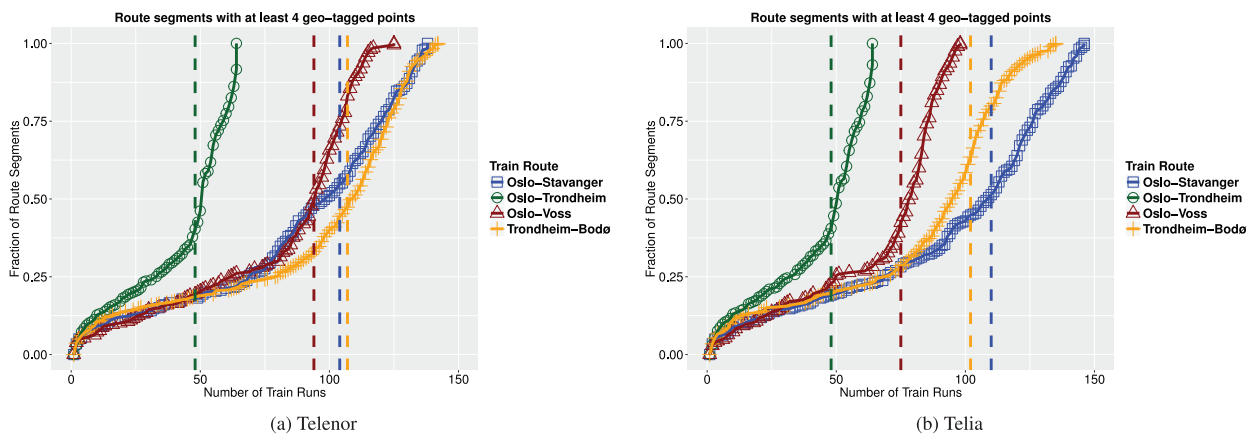 Route segments with at least 4 geo-tagged points
1.00
0.75
0.50
0.25
0.00
Fraction of Route Segments
0
50
100
150
Number of Train Runs
Train Route
Oslo-Stavanger
Oslo-Trondheim
Oslo-Voss
Trondheim-Bodø
(a) Telenor
Route segments with at least 4 geo-tagged points
1.00
0.75
0.50
0.25
0.00
Fraction of Route Segments
0
50
100
150
Number of Train Runs
Train Route
Oslo-Stavanger
Oslo-Trondheim
Oslo-Voss
Trondheim-Bodø
(b) Telia